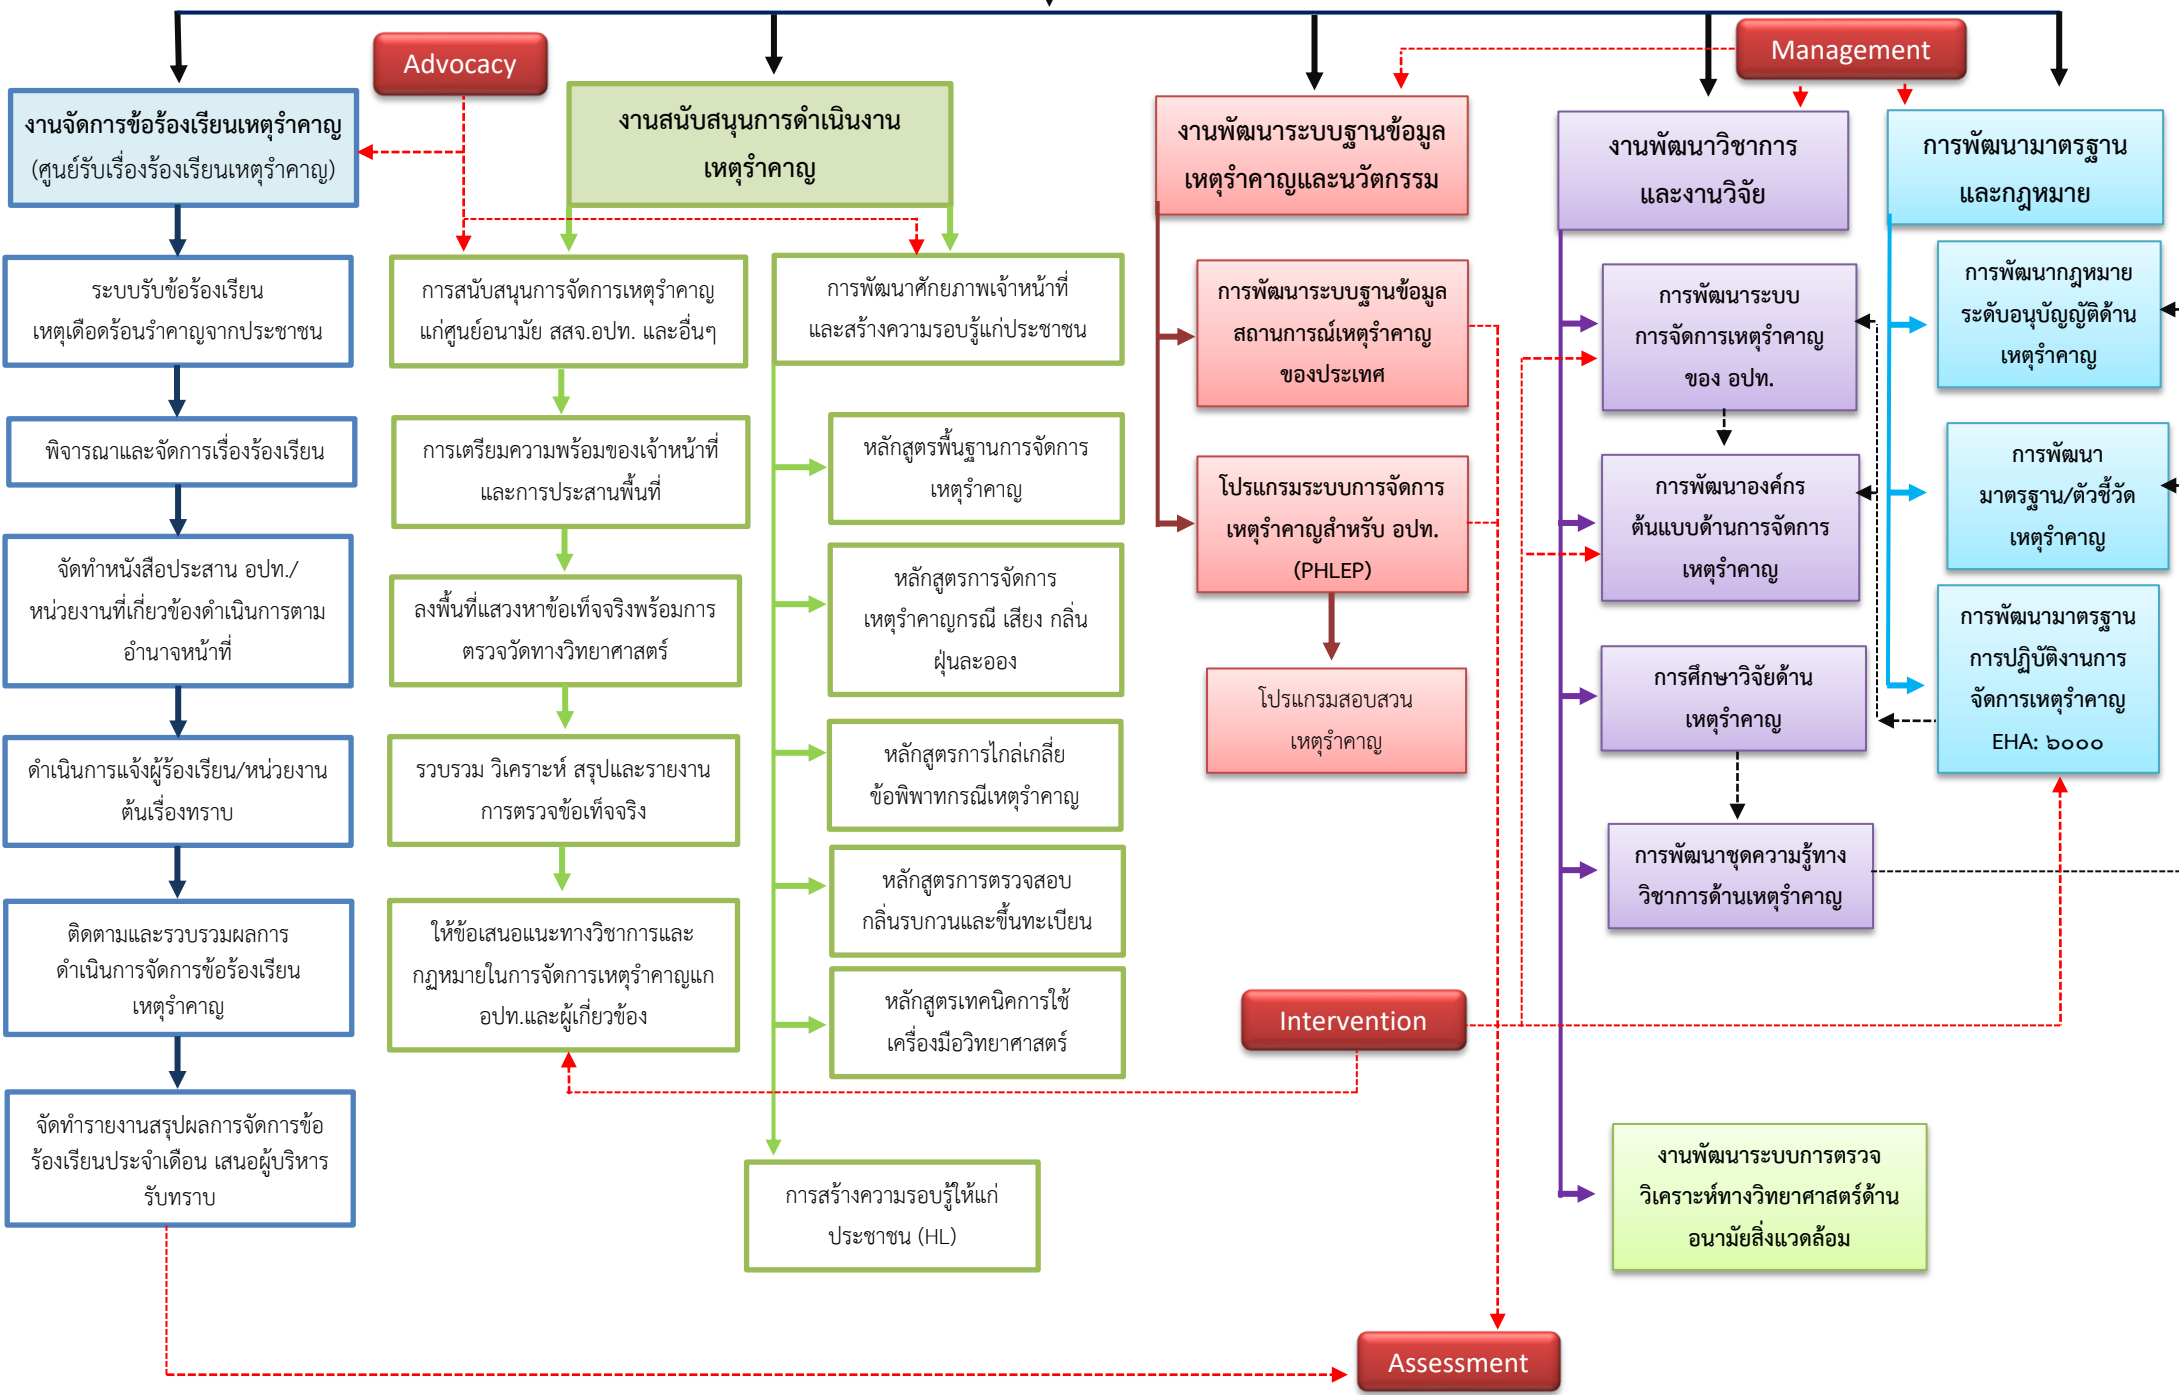 Advocacy
Management
งานจัดการข้อร้องเรียนเหตุรำคาญ
(ศูนย์รับเรื่องร้องเรียนเหตุรำคาญ)
ระบบรับข้อร้องเรียน
เหตุเดือดร้อนรำคาญจากประชาชน
พิจารณาและจัดการเรื่องร้องเรียน
จัดทำหนังสือประสาน อปท./
หน่วยงานที่เกี่ยวข้องดำเนินการตาม
อำนาจหน้าที่
ดำเนินการแจ้งผู้ร้องเรียน/หน่วยงาน
ต้นเรื่องทราบ
ติดตามและรวบรวมผลการ
ดำเนินการจัดการข้อร้องเรียน
เหตุรำคาญ
จัดทำรายงานสรุปผลการจัดการข้อ
ร้องเรียนประจำเดือน เสนอผู้บริหาร
รับทราบ
งานสนับสนุนการดำเนินงาน
เหตุรำคาญ
การสนับสนุนการจัดการเหตุรำคาญ
แก่ศูนย์อนามัย สสจ.อปท. และอื่นๆ
การเตรียมความพร้อมของเจ้าหน้าที่
และการประสานพื้นที่
ลงพื้นที่แสวงหาข้อเท็จจริงพร้อมการ
ตรวจวัดทางวิทยาศาสตร์
รวบรวม วิเคราะห์ สรุปและรายงาน
การตรวจข้อเท็จจริง
ให้ข้อเสนอแนะทางวิชาการและ
กฎหมายในการจัดการเหตุรำคาญแก
อปท.และผู้เกี่ยวข้อง
การพัฒนาศักยภาพเจ้าหน้าที่
และสร้างความรอบรู้แก่ประชาชน
หลักสูตรพื้นฐานการจัดการ
เหตุรำคาญ
หลักสูตรการจัดการ
เหตุรำคาญกรณี เสียง กลิ่น
ฝุ่นละออง
หลักสูตรการไกล่เกลี่ย
ข้อพิพาทกรณีเหตุรำคาญ
หลักสูตรการตรวจสอบ
กลิ่นรบกวนและขึ้นทะเบียน
หลักสูตรเทคนิคการใช้
เครื่องมือวิทยาศาสตร์
การสร้างความรอบรู้ให้แก่
ประชาชน (HL)
งานพัฒนาระบบฐานข้อมูล
เหตุรำคาญและนวัตกรรม
การพัฒนาระบบฐานข้อมูล
สถานการณ์เหตุรำคาญ
ของประเทศ
โปรแกรมระบบการจัดการ
เหตุรำคาญสำหรับ อปท.
(PHLEP)
โปรแกรมสอบสวน
เหตุรำคาญ
งานพัฒนาวิชาการ
และงานวิจัย
การพัฒนาระบบ
การจัดการเหตุรำคาญ
ของ อปท.
การพัฒนาองค์กร
ต้นแบบด้านการจัดการ
เหตุรำคาญ
การศึกษาวิจัยด้าน
เหตุรำคาญ
การพัฒนาชุดความรู้ทาง
วิชาการด้านเหตุรำคาญ
งานพัฒนาระบบการตรวจ
วิเคราะห์ทางวิทยาศาสตร์ด้าน
อนามัยสิ่งแวดล้อม
การพัฒนามาตรฐาน
และกฎหมาย
การพัฒนากฎหมาย
ระดับอนุบัญญัติด้าน
เหตุรำคาญ
การพัฒนา
มาตรฐาน/ตัวชี้วัด
เหตุรำคาญ
การพัฒนามาตรฐาน
การปฏิบัติงานการ
จัดการเหตุรำคาญ
EHA: ๖๐๐๐
Intervention
Assessment